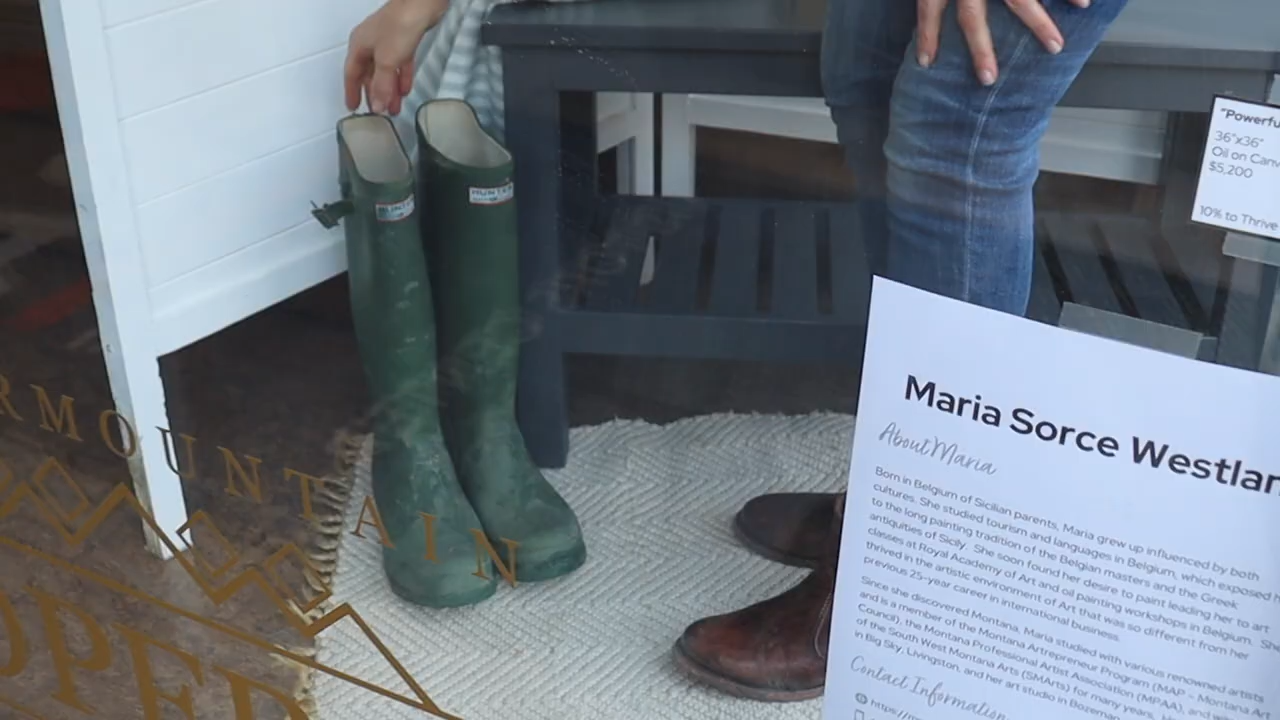 "Powerfu
36"x36"
Oil on Canv
$5,200
10% to Thrive
HUNTER
HUNTER
RMOUNTAIN
OPER
Maria Sorce Westlan
About Maria
Born in Belgium of Sicilian parents, Maria grew up influenced by both
cultures. She studied tourism and languages in Belgium, which exposed h
to the long painting tradition of the Belgian masters and the Greek
antiquities of Sicily. She soon found her desire to paint leading her to art
classes at Royal Academy of Art and oil painting workshops in Belgium. She
thrived in the artistic environment of Art that was so different from her
previous 25-year career in international business.
Since she discovered Montana, Maria studied with various renowned artists
and is a member of the Montana Artrepreneur Program (MAP - Montana Art
Council), the Montana Professional Artist Association (MPAA), and
of the South West Montana Arts (SMArts) for many years,
in Big Sky, Livingston, and her art studio in Bozeman
Contact Information